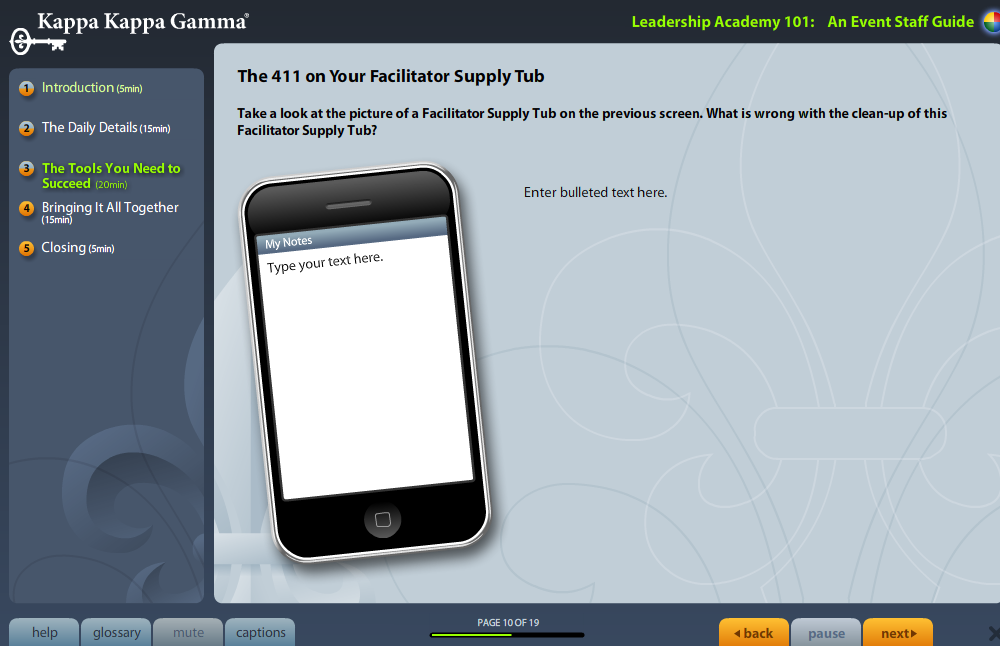 Kappa Kappa Gamma®
Leadership Academy 101: An Event Staff Guide
1 Introduction (5min)
2 The Daily Details (15min)
3 The Tools You Need to
Succeed (20min)
4 Bringing It All Together
(15min)
5 Closing (5min)
The 411 on Your Facilitator Supply Tub
Take a look at the picture of a Facilitator Supply Tub on the previous screen. What is wrong with the clean-up of this
Facilitator Supply Tub?
My Notes
Type your text here.
Enter bulleted text here.
help
glossary
mute
captions
PAGE 10 OF 19
back
pause
next